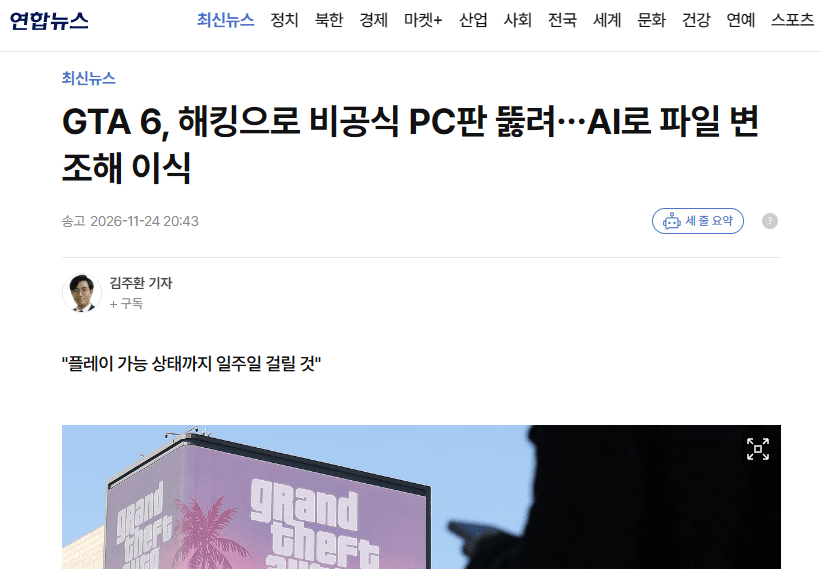 연합뉴스 최신뉴스 정치 북한 경제 마켓+ 산업 사회 전국 세계 문화 건강 연예 스포츠
최신뉴스
GTA 6, 해킹으로 비공식 PC판 뚫려…AI로 파일 변
조해 이식
송고 2026-11-24 20:43 세 줄 요약 ?
김주환 기자
+ 구독
"플레이 가능 상태까지 일주일 걸릴 것"
grand
theft
auto
grand
theft
auto